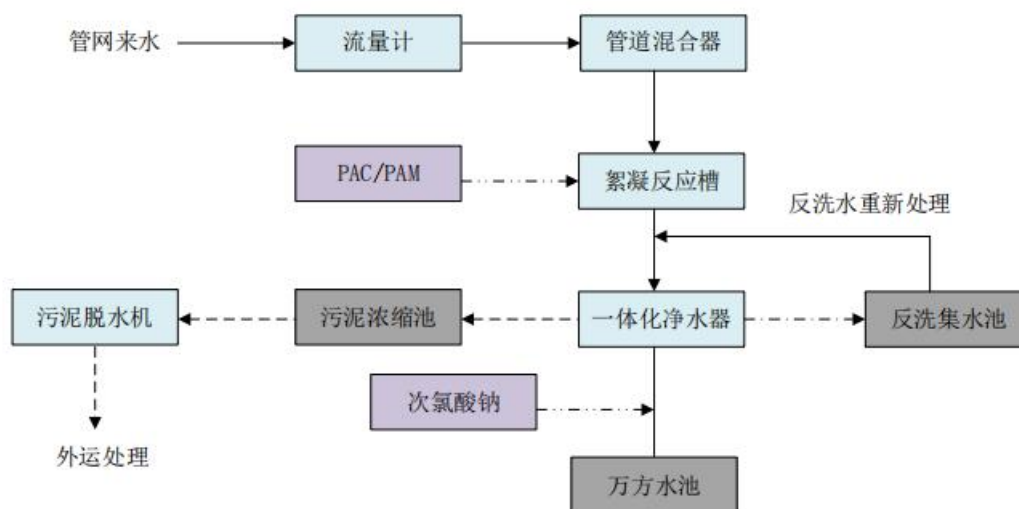 管网来水
流量计
管道混合器
PAC/PAM
絮凝反应槽
反洗水重新处理
污泥脱水机
污泥浓缩池
一体化净水器
反洗集水池
次氯酸钠
外运处理
万方水池